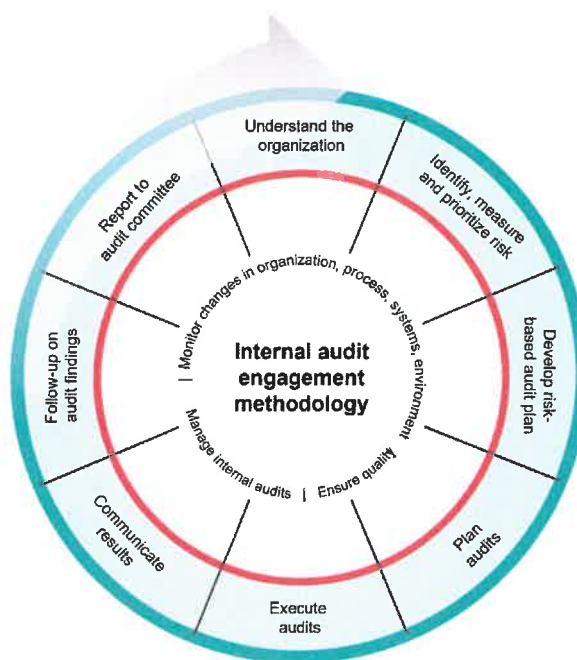 Understand the
organization
Identify, measure
and prioritize risk
Develop risk-
based audit plan
Plan
audits
Execute
audits
Communicate
results
Follow-up on
audit findings
Report to
audit committee
| Monitor changes in organization, process, systems, environment |
Ensure quality |
Manage internal audits
Internal audit
engagement
methodology